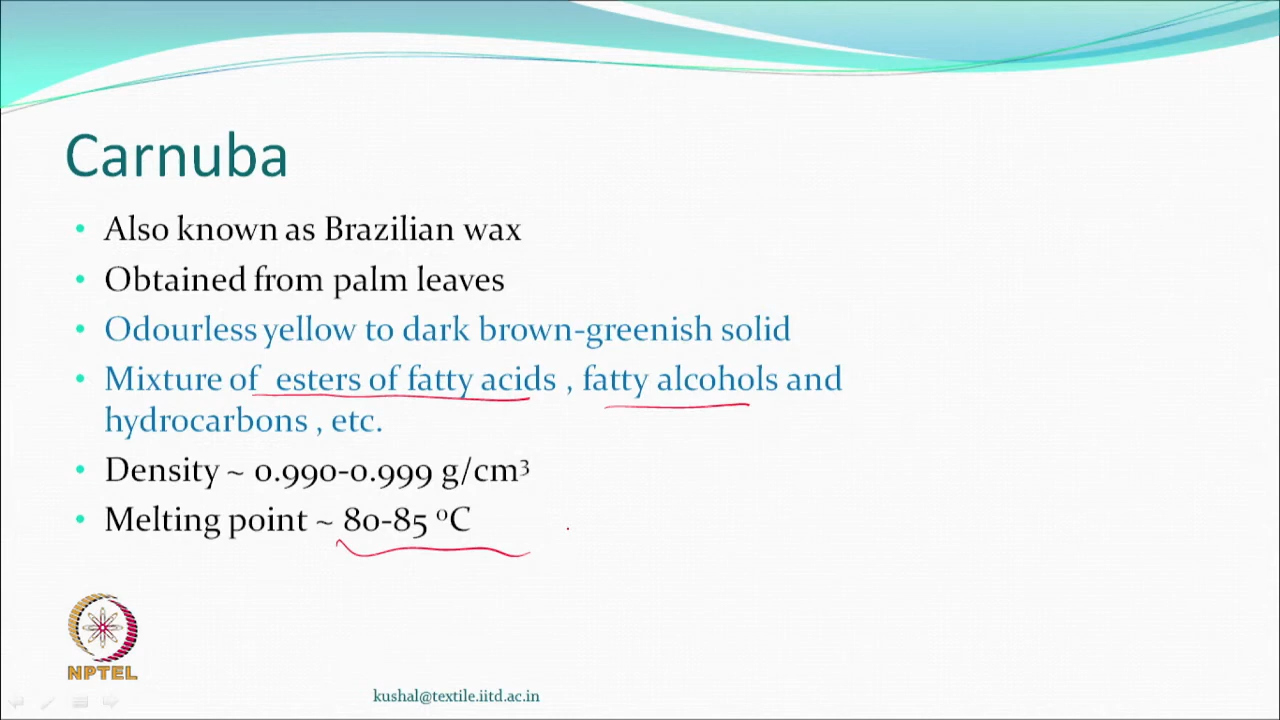 Carnuba
• Also known as Brazilian wax
• Obtained from palm leaves
• Odourless yellow to dark brown-greenish solid
• Mixture of esters of fatty acids , fatty alcohols and
hydrocarbons , etc.
• Density ~ 0.990-0.999 g/cm³
• Melting point ~ 80-85 ⁰C
NPTEL
kushal@textile.iitd.ac.in